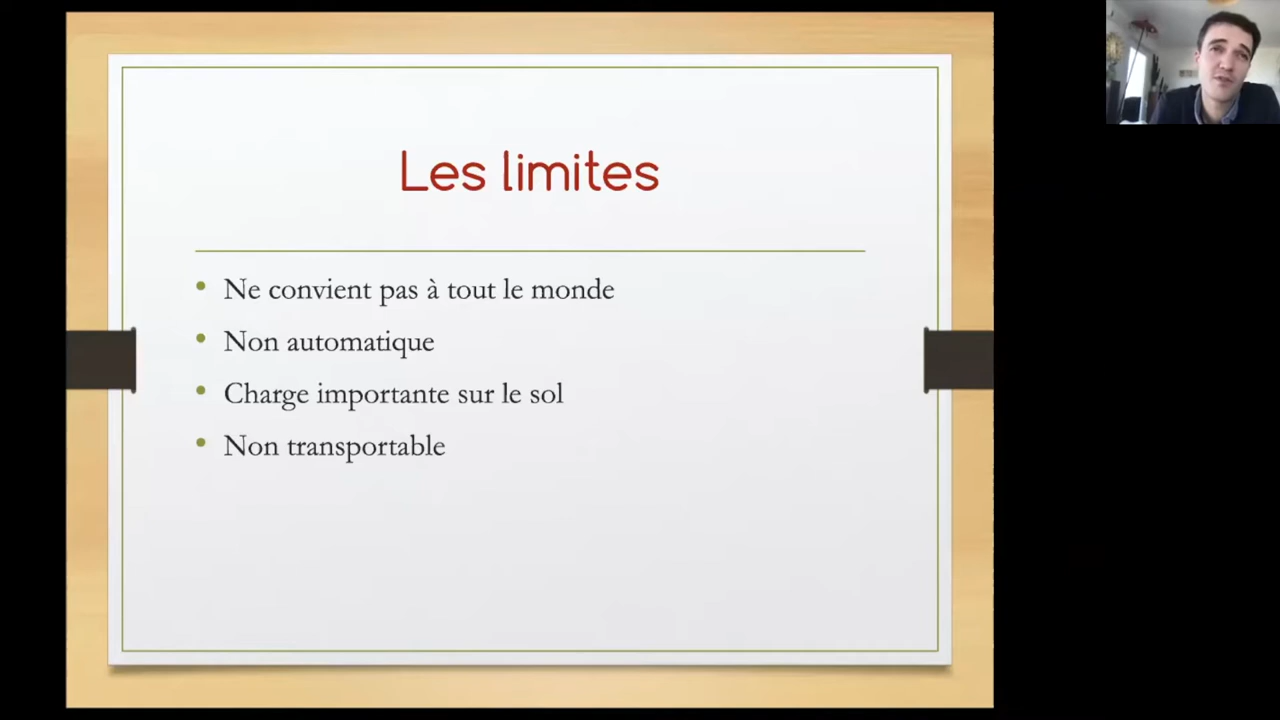 Les limites
Ne convient pas à tout le monde
Non automatique
Charge importante sur le sol
Non transportable